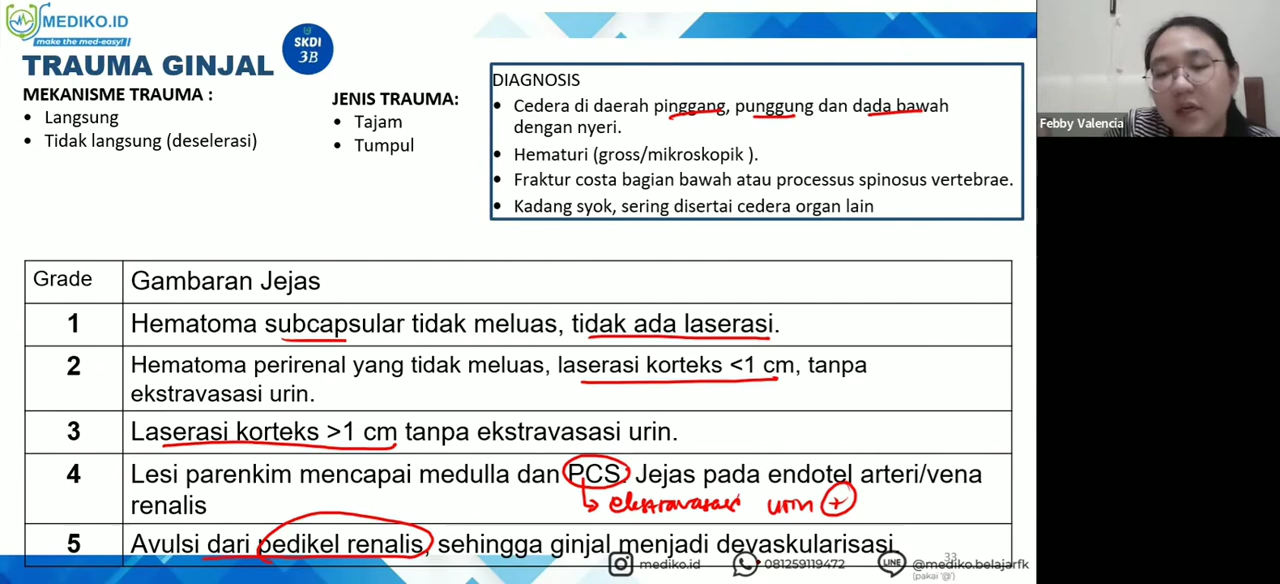 MEDIKO.ID
make the med-easy!
SKDI
3B
TRAUMA GINJAL
MEKANISME TRAUMA :
• Langsung
• Tidak langsung (deselerasi)
JENIS TRAUMA:
• Tajam
• Tumpul
DIAGNOSIS
• Cedera di daerah pinggang, punggung dan dada bawah
dengan nyeri.
• Hematuri (gross/mikroskopik ).
• Fraktur costa bagian bawah atau processus spinosus vertebrae.
• Kadang syok, sering disertai cedera organ lain
Febby Valencia
Grade Gambaran Jejas
1 Hematoma subcapsular tidak meluas, tidak ada laserasi.
2 Hematoma perirenal yang tidak meluas, laserasi korteks <1 cm, tanpa
ekstravasasi urin.
3 Laserasi korteks >1 cm tanpa ekstravasasi urin.
4 Lesi parenkim mencapai medulla dan PCS. Jejas pada endotel arteri/vena
renalis
ekstravasasi urin +
5 Avulsi dari pedikel renalis, sehingga ginjal menjadi devaskularisasi
mediko.id
081259119472
LINE
@mediko.belajarfk
(pakai '@')
33